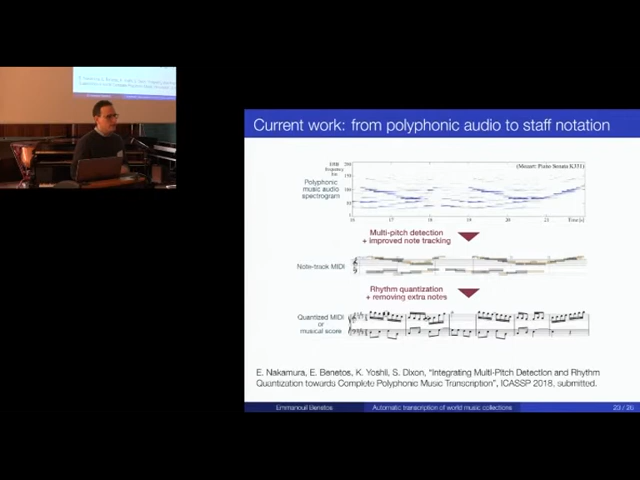 Current work: from polyphonic audio to staff notation
(Mozart: Piano Sonata K331)
Polyphonic
music audio
spectrogram
Time [s]
Multi-pitch detection
+ improved note tracking
Note-track MIDI
Rhythm quantization
+ removing extra notes
Quantized MIDI
or
musical score
E. Nakamura, E. Benetos, K. Yoshii, S. Dixon, “Integrating Multi-Pitch Detection and Rhythm
Quantization towards Complete Polyphonic Music Transcription”, ICASSP 2018, submitted.
Emmanouil Benetos Automatic transcription of world music collections 23 / 26